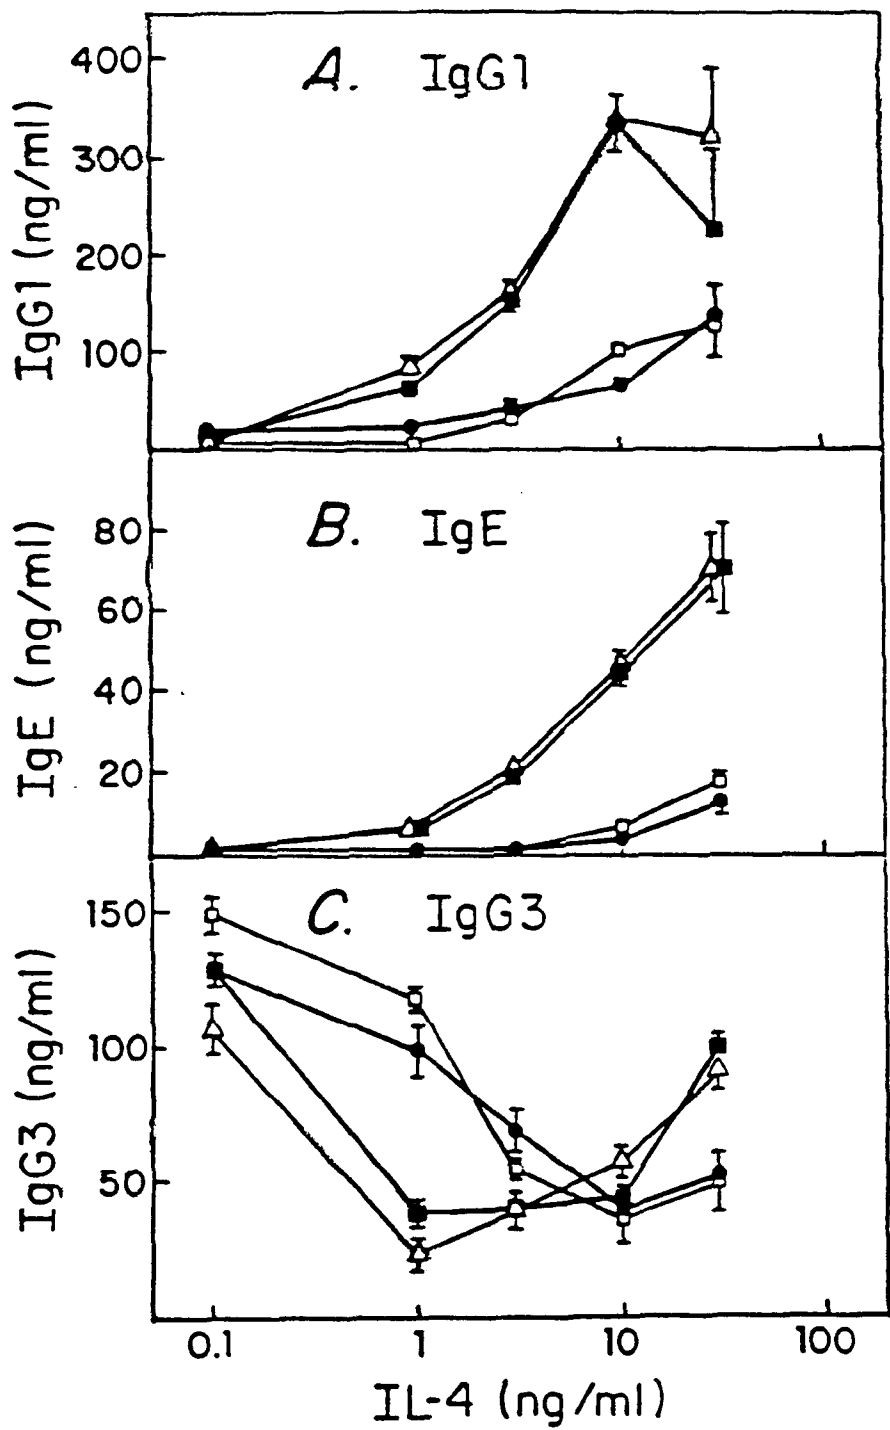 A. IgG1
IgG1 (ng/ml)
400
300
200
100
B. IgE
IgE (ng/ml)
80
60
40
20
C. IgG3
IgG3 (ng/ml)
150
100
50
0.1 1 10 100
IL-4 (ng/ml)